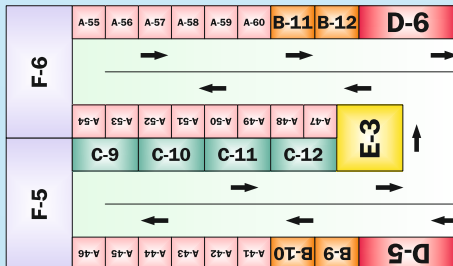 F-6
A-55 A-56 A-57 A-58 A-59 A-60 B-11 B-12 D-6
A-54 A-53 A-52 A-51 A-50 A-49 A-48 A-47 E-3
F-5
C-9 C-10 C-11 C-12
A-46 A-45 A-44 A-43 A-42 A-41 B-10 B-9 D-5